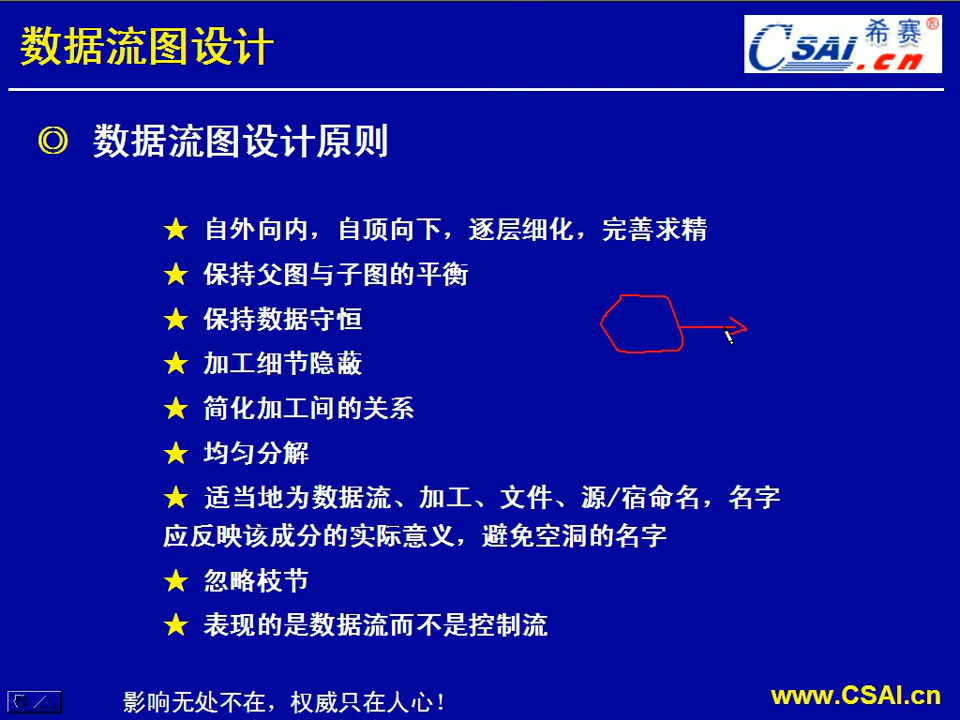 数据流图设计
CSAI 希赛®
.cn
◎ 数据流图设计原则
★ 自外向内，自顶向下，逐层细化，完善求精
★ 保持父图与子图的平衡
★ 保持数据守恒
★ 加工细节隐蔽
★ 简化加工间的关系
★ 均匀分解
★ 适当地为数据流、加工、文件、源/宿命名，名字
应反映该成分的实际意义，避免空洞的名字
★ 忽略枝节
★ 表现的是数据流而不是控制流
影响无处不在，权威只在人心！
www.CSAI.cn